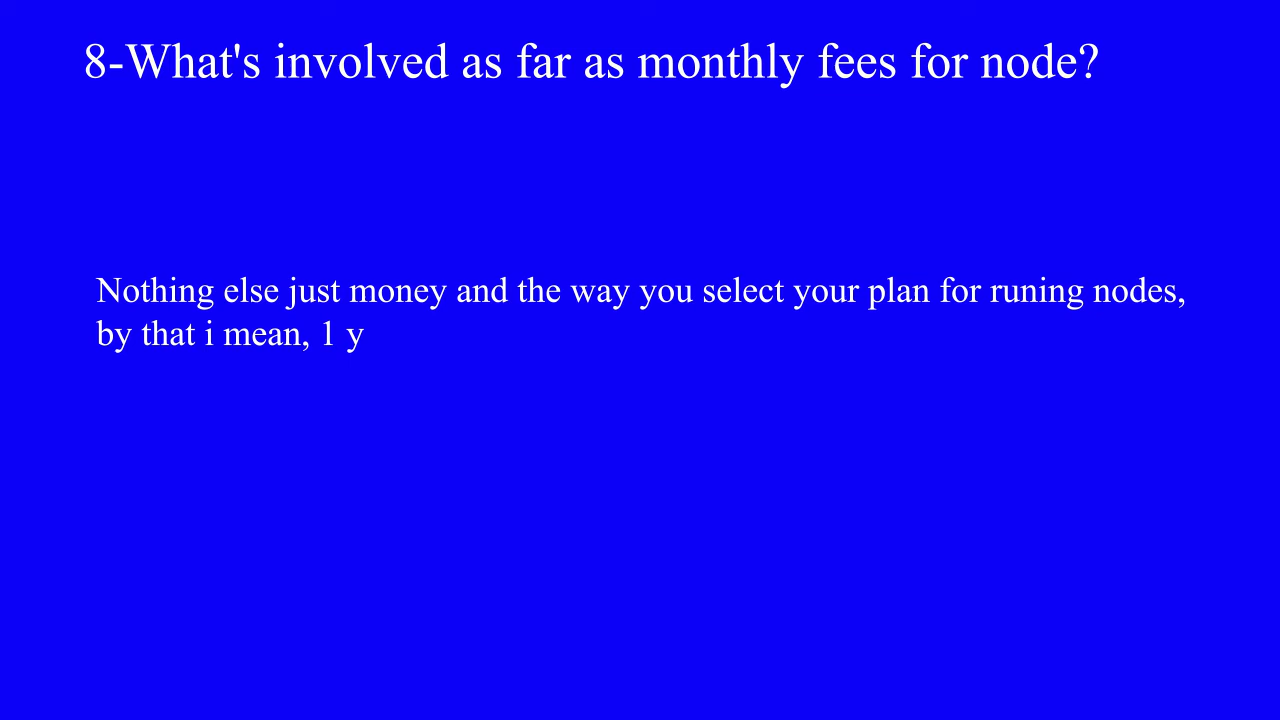 8-What's involved as far as monthly fees for node?
Nothing else just money and the way you select your plan for runing nodes,
by that i mean, 1 y